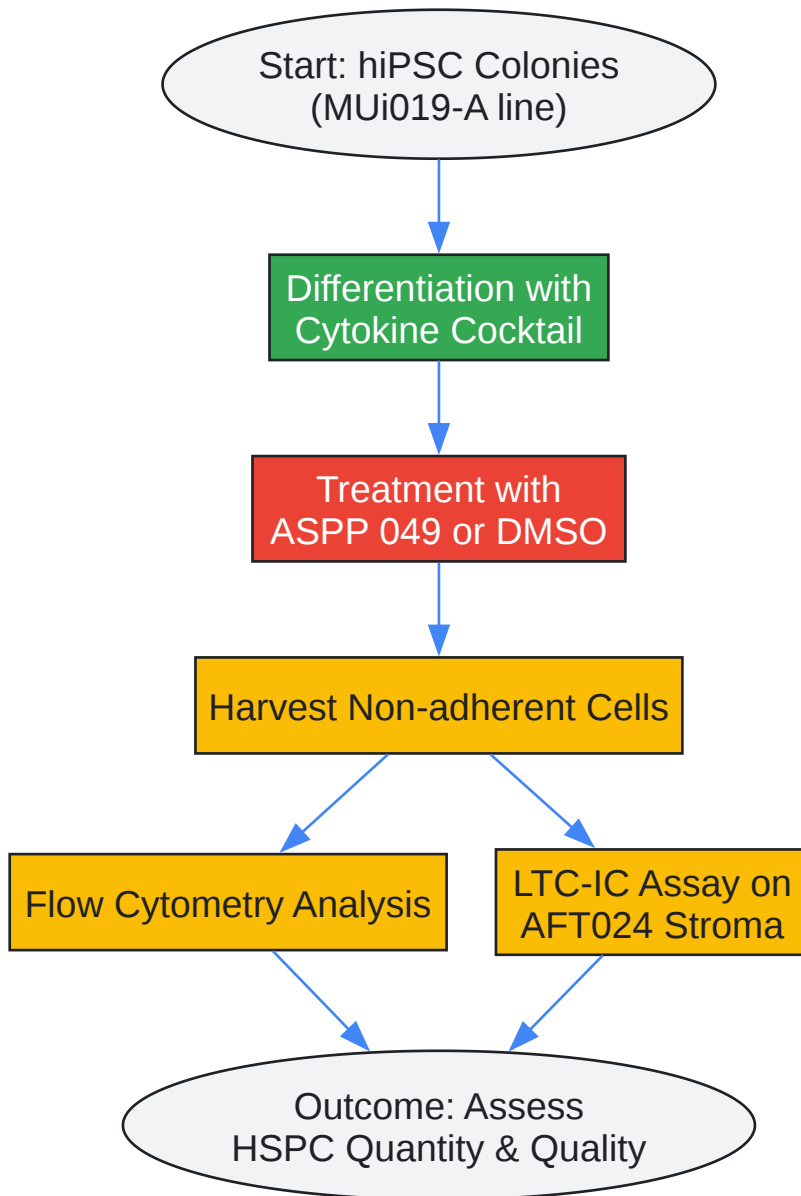 Start: hiPSC Colonies
(MUi019-A line)
Differentiation with
Cytokine Cocktail
Treatment with
ASPP 049 or DMSO
Harvest Non-adherent Cells
Flow Cytometry Analysis
LTC-IC Assay on
AFT024 Stroma
Outcome: Assess
HSPC Quantity & Quality